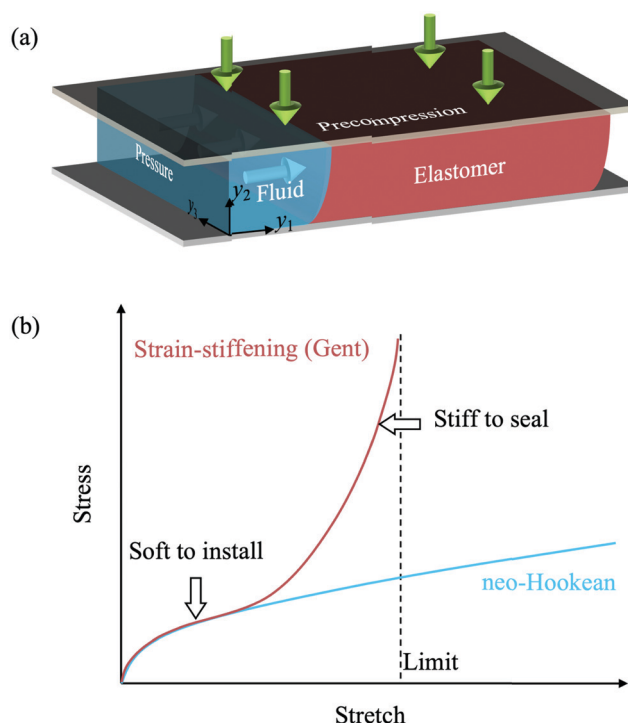 (a)
Precompression
Pressure
Fluid
Elastomer
y2
y3
y1
(b)
Strain-stiffening (Gent)
Stiff to seal
Soft to install
neo-Hookean
Limit
Stress
Stretch